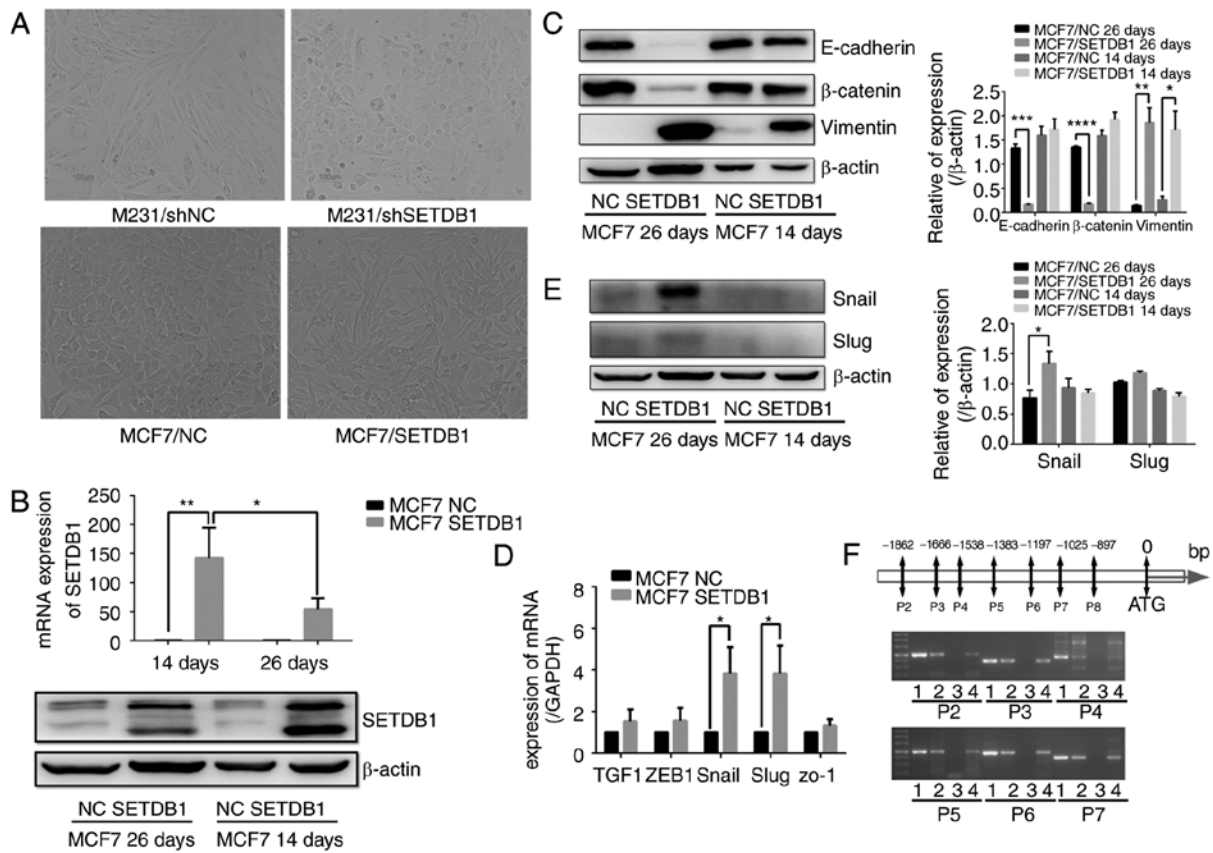 A
100μm
M231/shNC
M231/shSETDB1
MCF7/NC
MCF7/SETDB1
B
mRNA expression
of SETDB1
250
200
150
100
50
0
**
*
MCF7 NC
MCF7 SETDB1
14 days
26 days
SETDB1
β-actin
NC SETDB1
NC SETDB1
MCF7 26 days
MCF7 14 days
C
E-cadherin
β-catenin
Vimentin
β-actin
NC SETDB1
NC SETDB1
MCF7 26 days
MCF7 14 days
MCF7/NC 26 days
MCF7/SETDB1 26 days
MCF7/NC 14 days
MCF7/SETDB1 14 days
Relative of expression
(/β-actin)
2.5
2.0
1.5
1.0
0.5
0.0
***
****
**
*
E-cadherin β-catenin Vimentin
E
Snail
Slug
β-actin
NC SETDB1
NC SETDB1
MCF7 26 days
MCF7 14 days
MCF7/NC 26 days
MCF7/SETDB1 26 days
MCF7/NC 14 days
MCF7/SETDB1 14 days
Relative of expression
(/β-actin)
2.0
1.5
1.0
0.5
0.0
*
Snail
Slug
D
expression of mRNA
(/GAPDH)
8
6
4
2
0
MCF7 NC
MCF7 SETDB1
*
*
TGF1 ZEB1 Snail Slug zo-1
F
−1862 −1666 −1538 −1383 −1197 −1025 −897 0 bp
P2 P3 P4 P5 P6 P7 P8 ATG
1 2 3 4 1 2 3 4 1 2 3 4
P2 P3 P4
1 2 3 4 1 2 3 4 1 2 3 4
P5 P6 P7